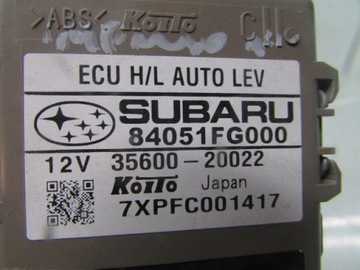 >ABS< KOITO
ECU H/L AUTO LEV
SUBARU
84051FG000
12V 35600-20022
KOITO Japan
7XPFC001417